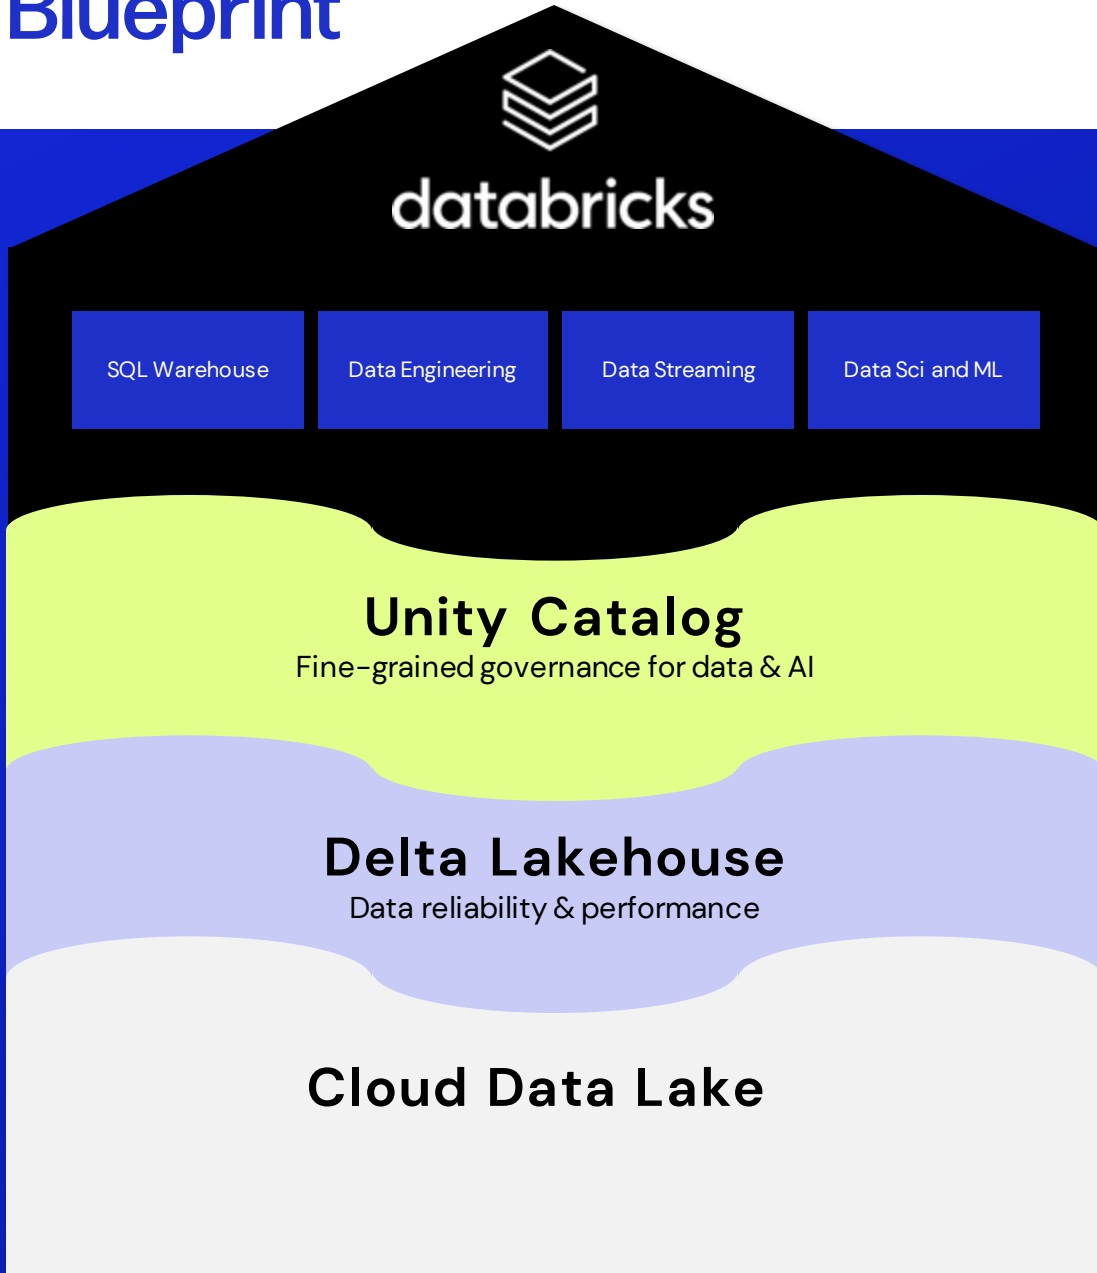 Blueprint
databricks
SQL Warehouse
Data Engineering
Data Streaming
Data Sci and ML
Unity Catalog
Fine-grained governance for data & AI
Delta Lakehouse
Data reliability & performance
Cloud Data Lake